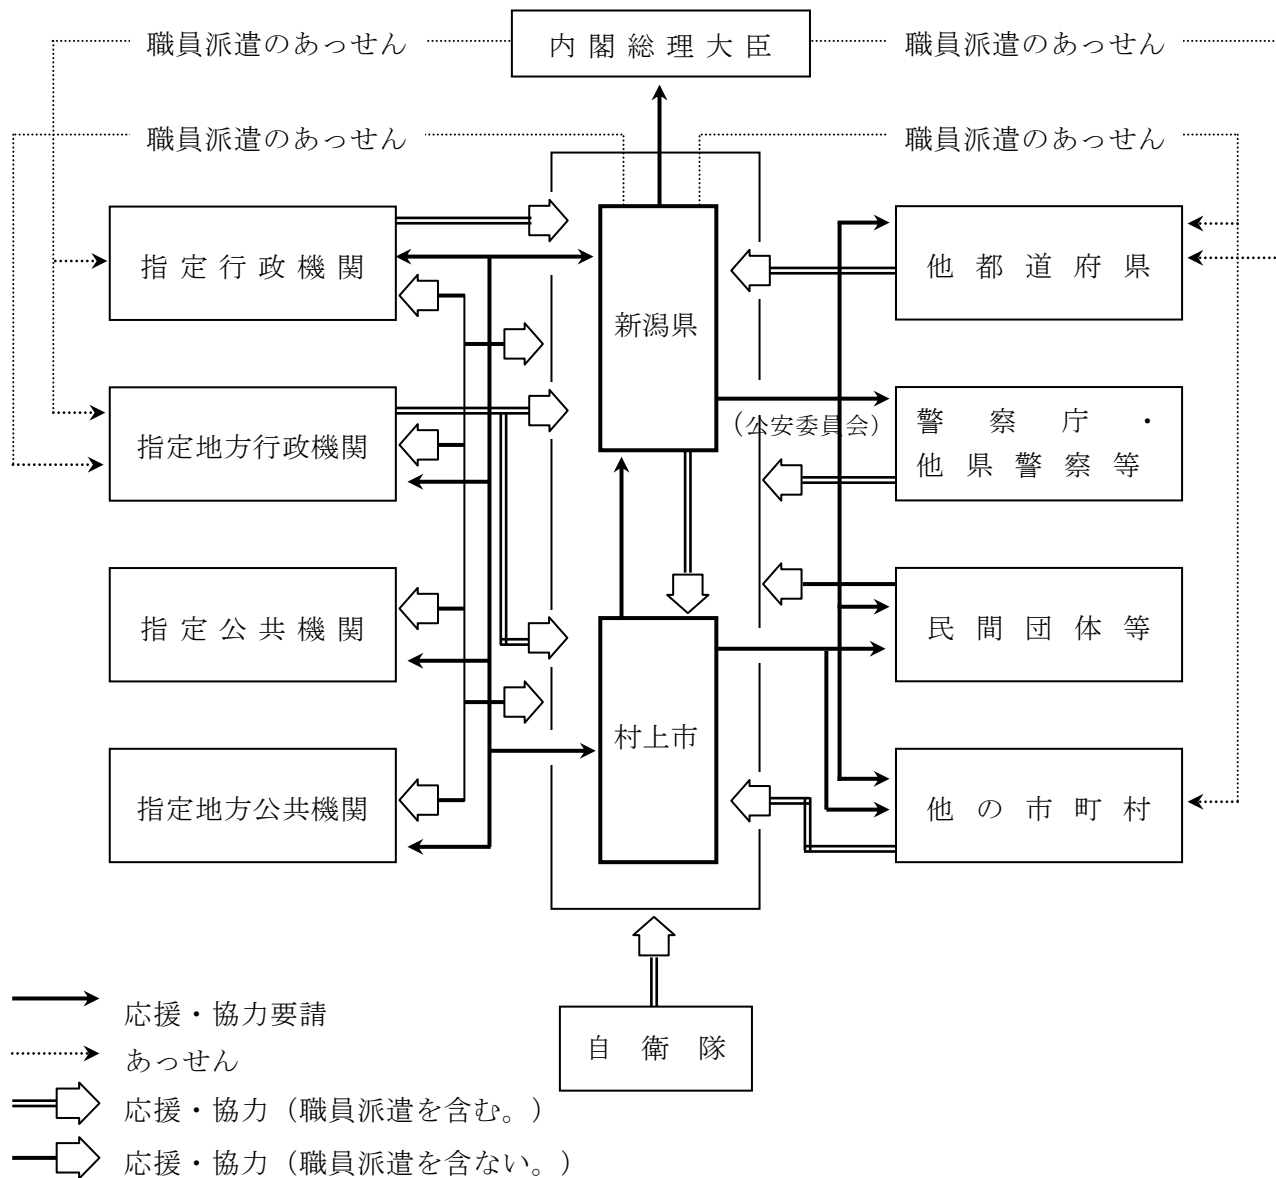 職員派遣のあっせん
内閣総理大臣
職員派遣のあっせん
職員派遣のあっせん
職員派遣のあっせん
指定行政機関
新潟県
他都道府県
指定地方行政機関
（公安委員会）
警察庁・
他県警察等
指定公共機関
民間団体等
村上市
指定地方公共機関
他の市町村
自衛隊
応援・協力要請
あっせん
応援・協力（職員派遣を含む。）
応援・協力（職員派遣を含ない。）